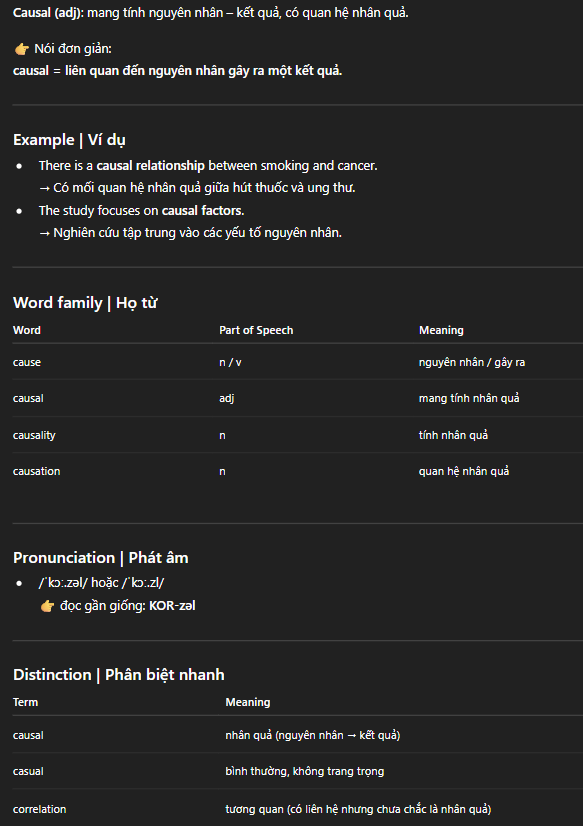 Causal (adj): mang tính nguyên nhân – kết quả, có quan hệ nhân quả.
👉 Nói đơn giản:
causal = liên quan đến nguyên nhân gây ra một kết quả.
Example | Ví dụ
• There is a causal relationship between smoking and cancer.
→ Có mối quan hệ nhân quả giữa hút thuốc và ung thư.
• The study focuses on causal factors.
→ Nghiên cứu tập trung vào các yếu tố nguyên nhân.
Word family | Họ từ
Word Part of Speech Meaning
cause n / v nguyên nhân / gây ra
causal adj mang tính nhân quả
causality n tính nhân quả
causation n quan hệ nhân quả
Pronunciation | Phát âm
• /ˈkɔː.zəl/ hoặc /ˈkɔː.zl/
👉 đọc gần giống: KOR-zəl
Distinction | Phân biệt nhanh
Term Meaning
causal nhân quả (nguyên nhân → kết quả)
casual bình thường, không trang trọng
correlation tương quan (có liên hệ nhưng chưa chắc là nhân quả)